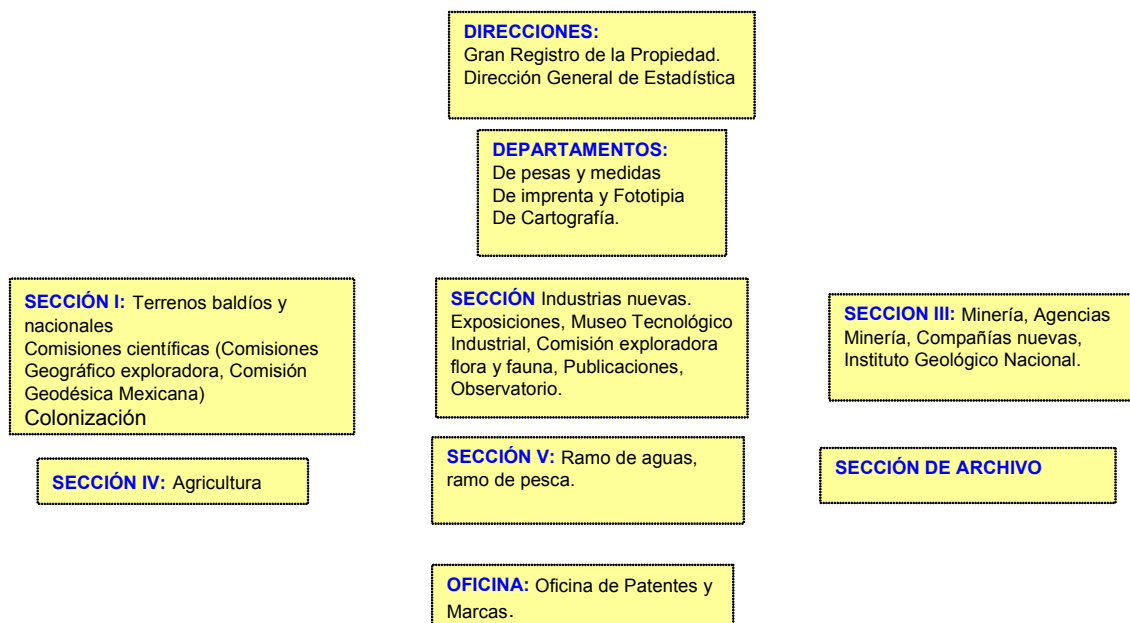 DIRECCIONES:
Gran Registro de la Propiedad.
Dirección General de Estadística
DEPARTAMENTOS:
De pesas y medidas
De imprenta y Fototipia
De Cartografía.
SECCIÓN I: Terrenos baldíos y
nacionales
Comisiones científicas (Comisiones
Geográfico exploradora, Comisión
Geodésica Mexicana)
Colonización
SECCIÓN Industrias nuevas.
Exposiciones, Museo Tecnológico
Industrial, Comisión exploradora
flora y fauna, Publicaciones,
Observatorio.
SECCION III: Minería, Agencias
Minería, Compañías nuevas,
Instituto Geológico Nacional.
SECCIÓN IV: Agricultura
SECCIÓN V: Ramo de aguas,
ramo de pesca.
SECCIÓN DE ARCHIVO
OFICINA: Oficina de Patentes y
Marcas.